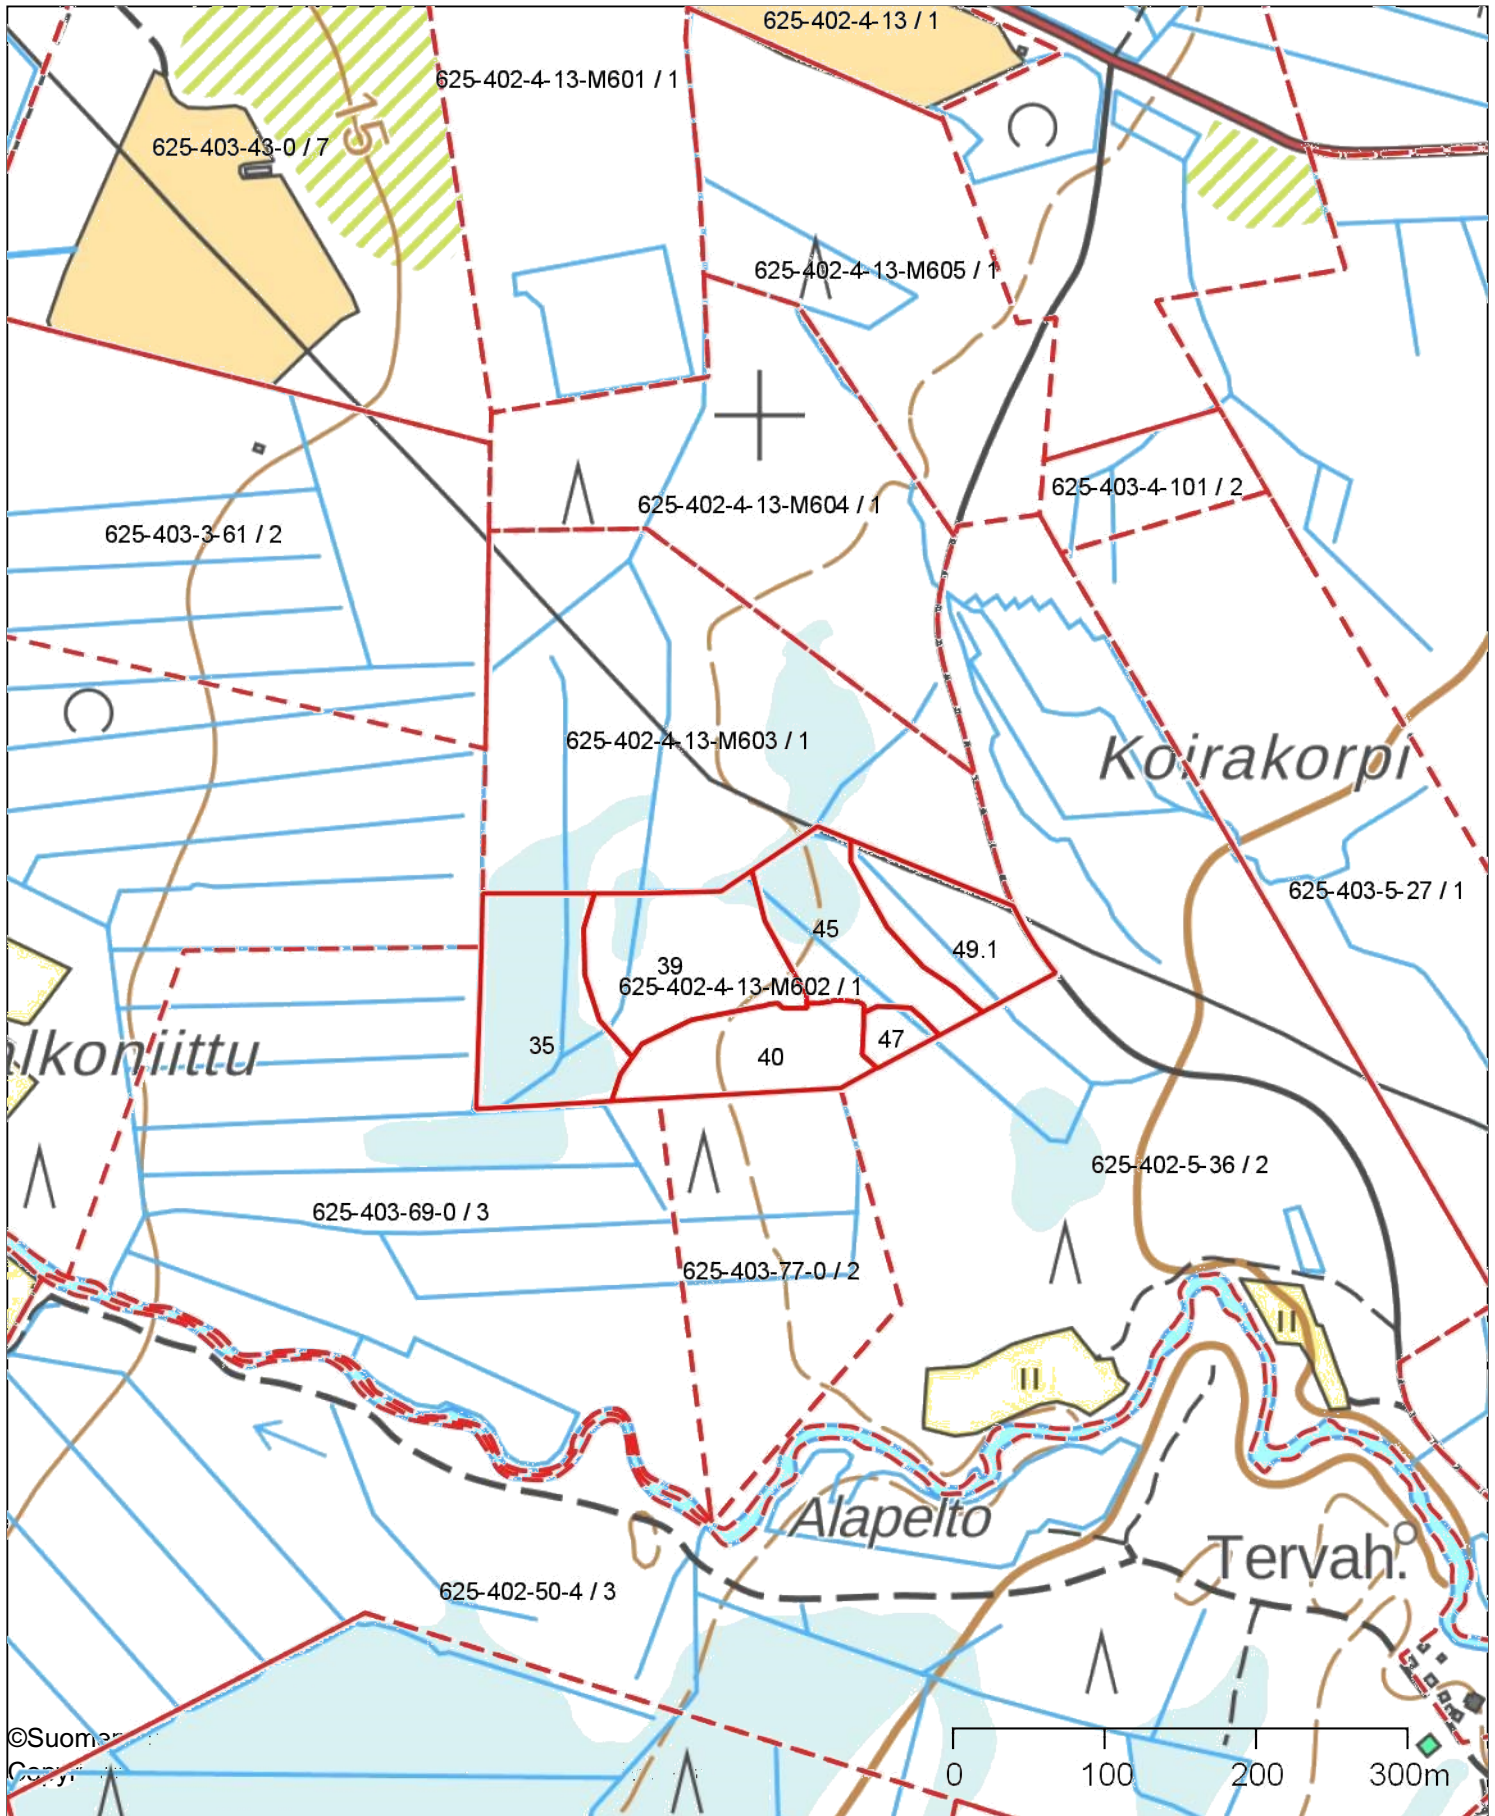 625-402-4-13 / 1
625-402-4-13-M601 / 1
15
625-403-43-0 / 7
625-402-4-13-M605 / 1
625-403-4-101 / 2
625-402-4-13-M604 / 1
625-403-3-61 / 2
625-402-4-13-M603 / 1
Koirakorpi
625-403-5-27 / 1
45
49.1
39
625-402-4-13-M602 / 1
47
35
40
alkoniittu
625-402-5-36 / 2
625-403-69-0 / 3
625-403-77-0 / 2
Alapelto
Tervah.
625-402-50-4 / 3
0 100 200 300m